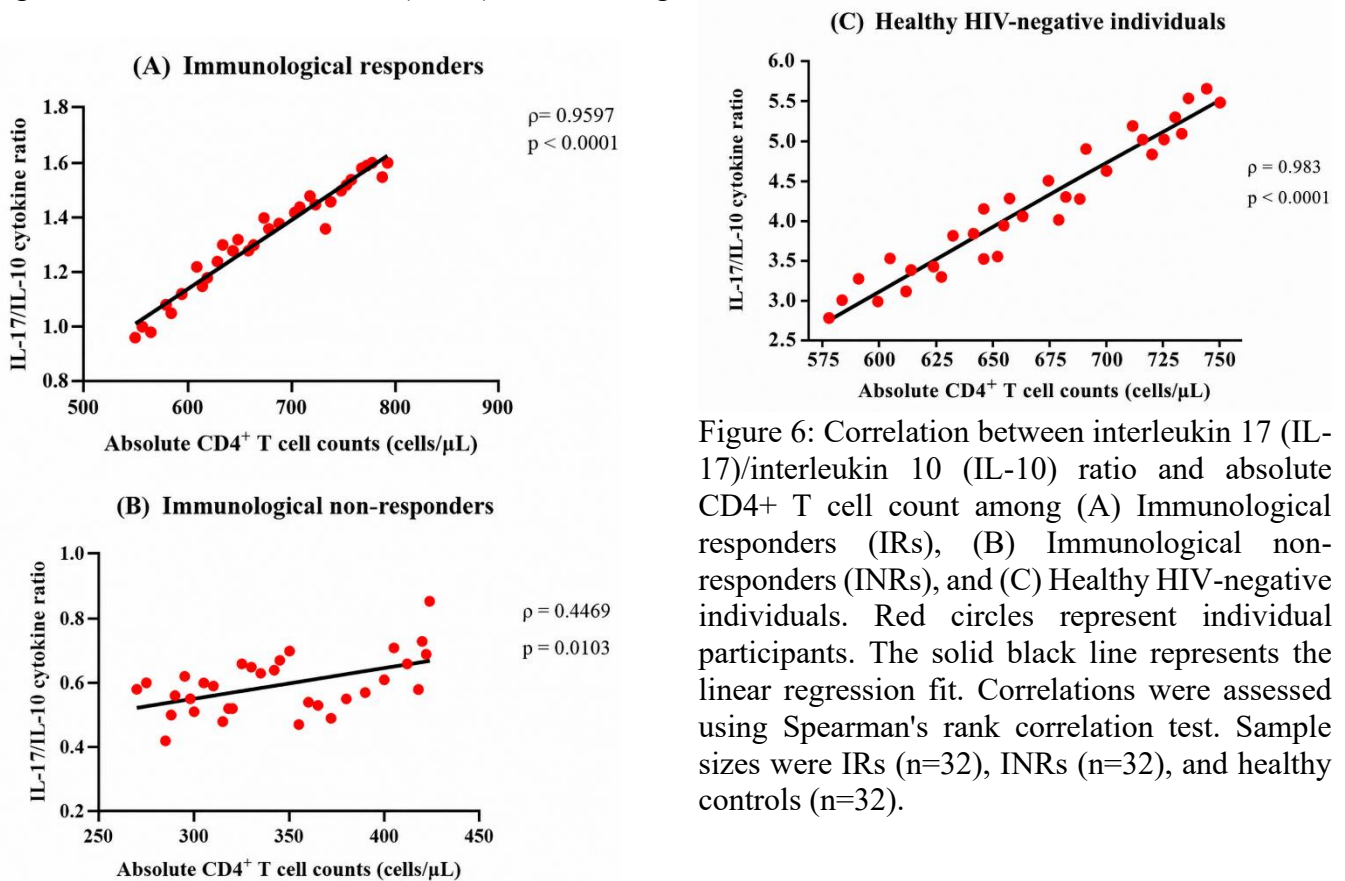 (A) Immunological responders
ρ= 0.9597
p < 0.0001
IL-17/IL-10 cytokine ratio
1.8
1.6
1.4
1.2
1.0
0.8
500 600 700 800 900
Absolute CD4⁺ T cell counts (cells/μL)
(B) Immunological non-responders
ρ = 0.4469
p = 0.0103
IL-17/IL-10 cytokine ratio
1.0
0.8
0.6
0.4
0.2
250 300 350 400 450
Absolute CD4⁺ T cell counts (cells/μL)
(C) Healthy HIV-negative individuals
ρ = 0.983
p < 0.0001
IL-17/IL-10 cytokine ratio
6.0
5.5
5.0
4.5
4.0
3.5
3.0
2.5
575 600 625 650 675 700 725 750
Absolute CD4⁺ T cell counts (cells/μL)
Figure 6: Correlation between interleukin 17 (IL-
17)/interleukin 10 (IL-10) ratio and absolute
CD4+ T cell count among (A) Immunological
responders (IRs), (B) Immunological non-
responders (INRs), and (C) Healthy HIV-negative
individuals. Red circles represent individual
participants. The solid black line represents the
linear regression fit. Correlations were assessed
using Spearman's rank correlation test. Sample
sizes were IRs (n=32), INRs (n=32), and healthy
controls (n=32).